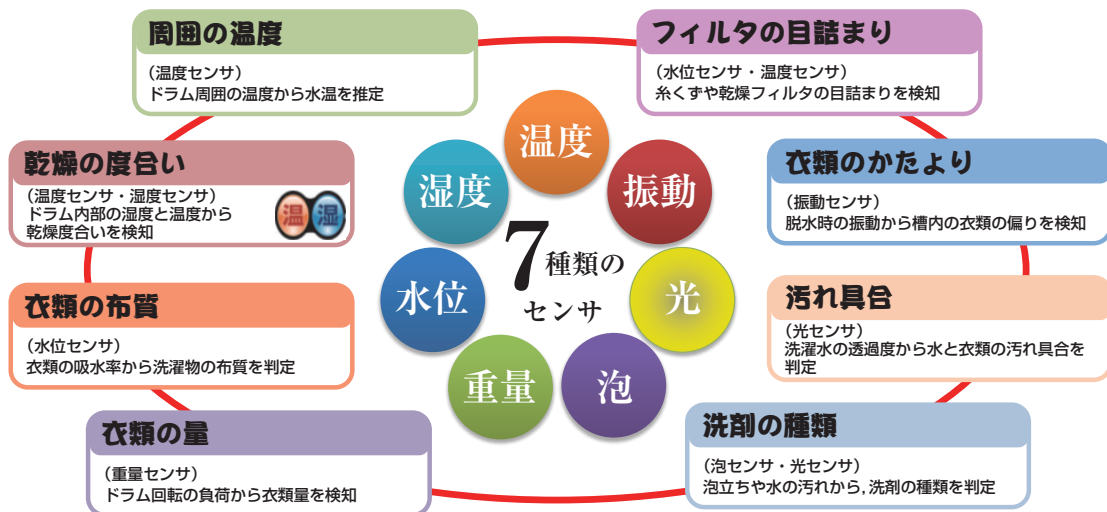 周囲の温度
（温度センサ）
ドラム周囲の温度から水温を推定
フィルタの目詰まり
（水位センサ・温度センサ）
糸くずや乾燥フィルタの目詰まりを検知
乾燥の度合い
（温度センサ・湿度センサ）
ドラム内部の湿度と温度から
乾燥度合いを検知
温 湿
衣類のかたより
（振動センサ）
脱水時の振動から槽内の衣類の偏りを検知
衣類の布質
（水位センサ）
衣類の吸水率から洗濯物の布質を判定
汚れ具合
（光センサ）
洗濯水の透過度から水と衣類の汚れ具合を
判定
衣類の量
（重量センサ）
ドラム回転の負荷から衣類量を検知
洗剤の種類
（泡センサ・光センサ）
泡立ちや水の汚れから，洗剤の種類を判定
温度
湿度
振動
水位
光
重量
泡
7種類の
センサ